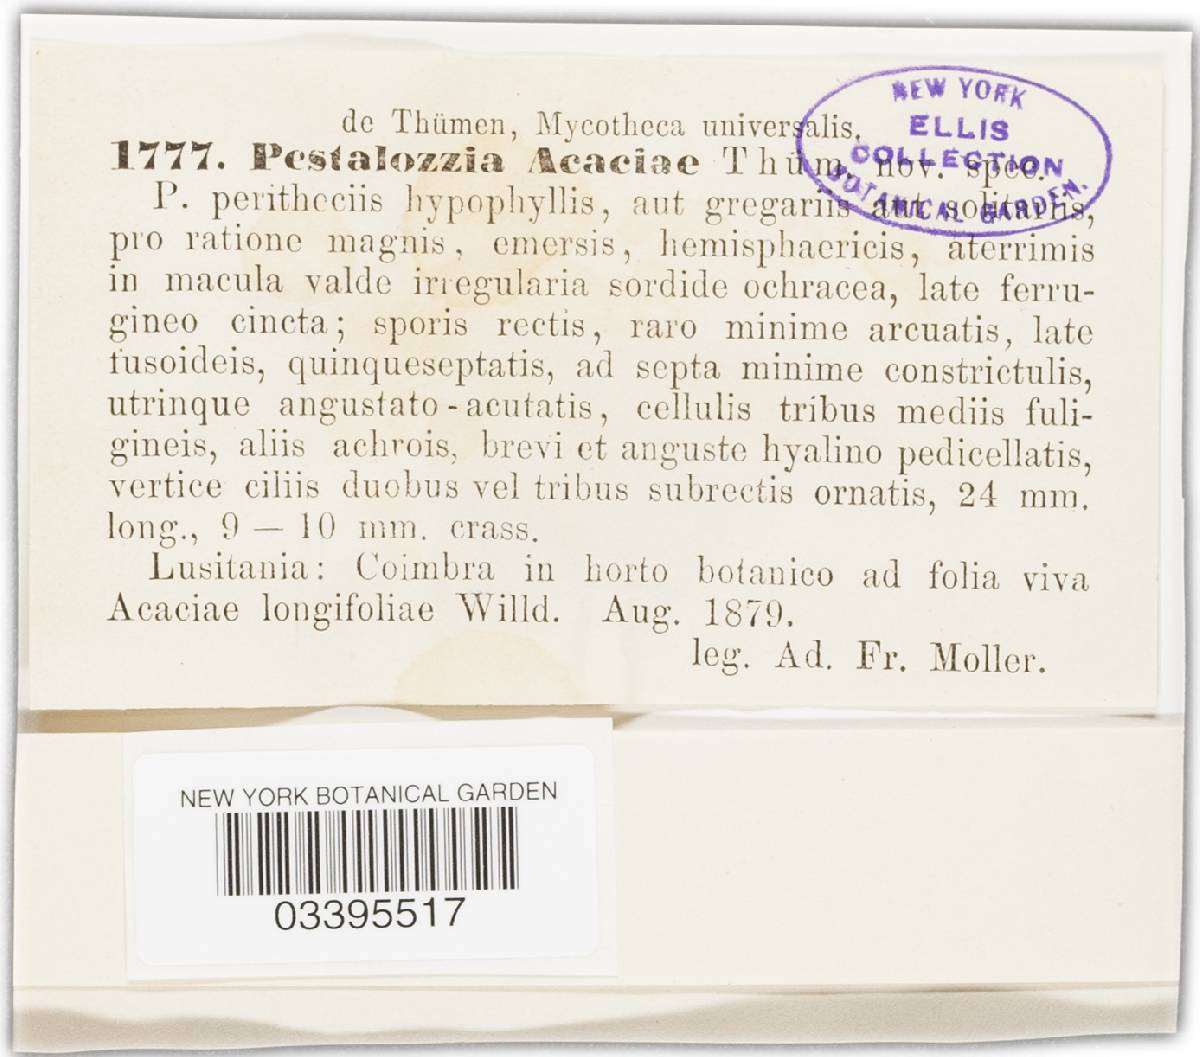 de Thümen, Mycotheca universalis.
1777. Pestalozzia Acaciae Thüm. nov. spec.
P. peritheciis hypophyllis, aut gregariis aut solitariis,
pro ratione magnis, emersis, hemisphaericis, aterrimis
in macula valde irregularia sordide ochracea, late ferru-
gineo cincta; sporis rectis, raro minime arcuatis, late
fusoideis, quinqueseptatis, ad septa minime constrictulis,
utrinque angustato-acutatis, cellulis tribus mediis fuli-
gineis, aliis achrois, brevi et anguste hyalino pedicellatis,
vertice ciliis duobus vel tribus subrectis ornatis, 24 mm.
long., 9 — 10 mm. crass.
Lusitania: Coimbra in horto botanico ad folia viva
Acaciae longifoliae Willd. Aug. 1879.
leg. Ad. Fr. Moller.
NEW YORK
ELLIS
COLLECTION
BOTANICAL GARDEN.
NEW YORK BOTANICAL GARDEN
03395517